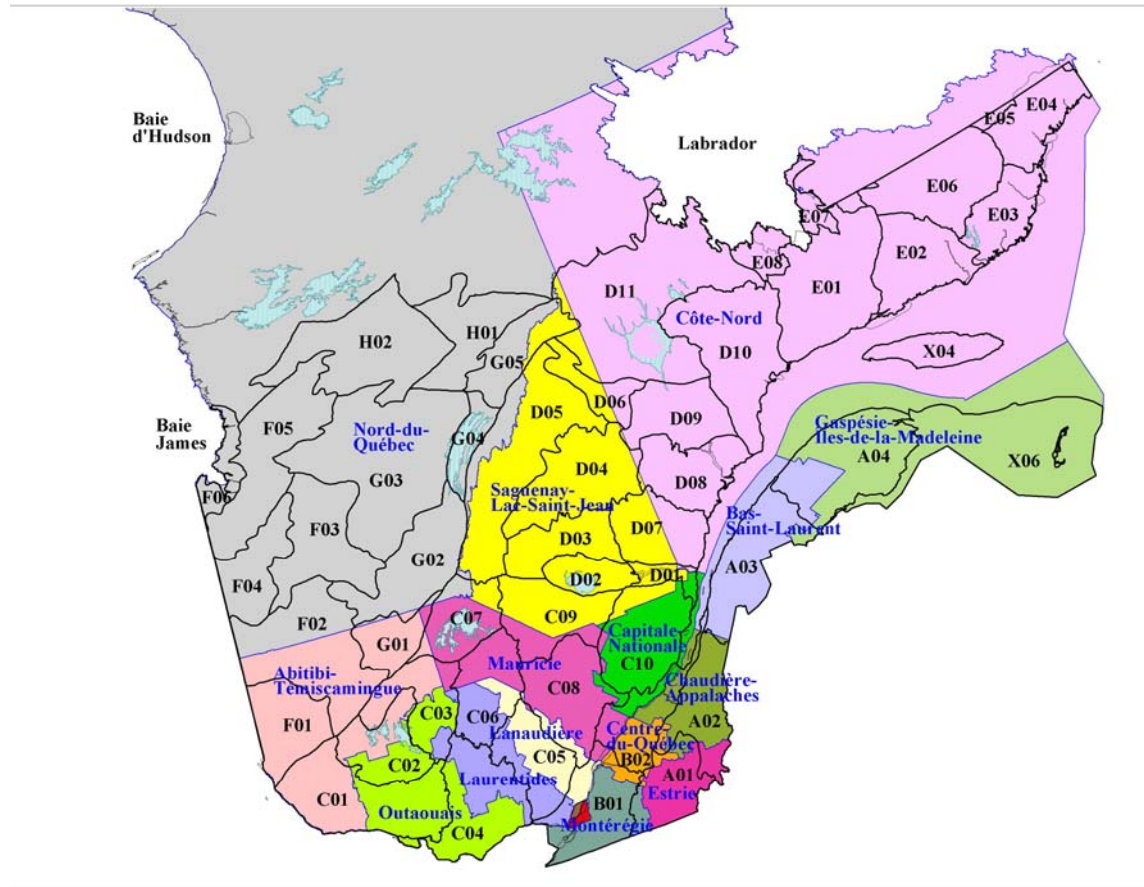 Baie
d'Hudson
Labrador
E04
E05
E06
E07
E03
E02
E08
E01
D11
Côte-Nord
D10
H01
H02
G05
X04
D06
D05
D09
F05
Nord-du-
Québec
G04
Baie
James
Gaspésie-
Iles-de-la-Madeleine
A04
X06
D04
D08
G03
F06
Saguenay-
Lac-Saint-Jean
Bas-
Saint-Laurant
F03
D03
D07
G02
A03
F04
D02
D01
F02
C07
C09
G01
Capitale
Nationale
C10
Mauricie
Abitibi-
Témiscamingue
C08
Chaudière-
Appalaches
F01
C03
C06
Lanaudière
A02
Centre-
du-Québec
B02
C02
C05
A01
Laurentides
Estrie
C01
B01
Outaouais
C04
Montérégie